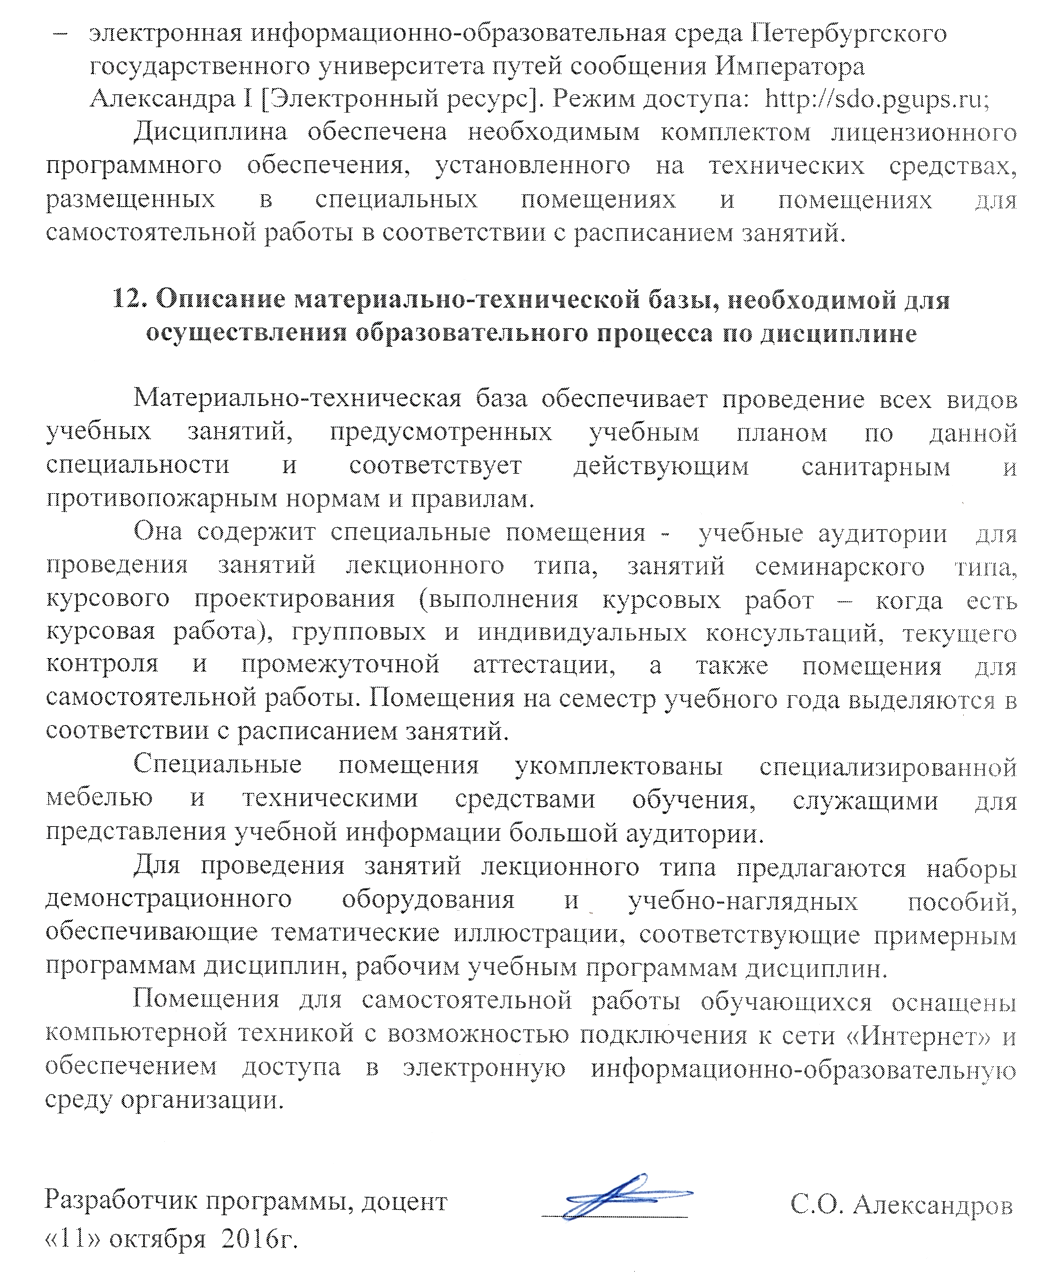 – электронная информационно-образовательная среда Петербургского
государственного университета путей сообщения Императора
Александра I [Электронный ресурс]. Режим доступа: http://sdo.pgups.ru;
Дисциплина обеспечена необходимым комплектом лицензионного
программного обеспечения, установленного на технических средствах,
размещенных в специальных помещениях и помещениях для
самостоятельной работы в соответствии с расписанием занятий.
12. Описание материально-технической базы, необходимой для
осуществления образовательного процесса по дисциплине
Материально-техническая база обеспечивает проведение всех видов
учебных занятий, предусмотренных учебным планом по данной
специальности и соответствует действующим санитарным и
противопожарным нормам и правилам.
Она содержит специальные помещения - учебные аудитории для
проведения занятий лекционного типа, занятий семинарского типа,
курсового проектирования (выполнения курсовых работ – когда есть
курсовая работа), групповых и индивидуальных консультаций, текущего
контроля и промежуточной аттестации, а также помещения для
самостоятельной работы. Помещения на семестр учебного года выделяются в
соответствии с расписанием занятий.
Специальные помещения укомплектованы специализированной
мебелью и техническими средствами обучения, служащими для
представления учебной информации большой аудитории.
Для проведения занятий лекционного типа предлагаются наборы
демонстрационного оборудования и учебно-наглядных пособий,
обеспечивающие тематические иллюстрации, соответствующие примерным
программам дисциплин, рабочим учебным программам дисциплин.
Помещения для самостоятельной работы обучающихся оснащены
компьютерной техникой с возможностью подключения к сети «Интернет» и
обеспечением доступа в электронную информационно-образовательную
среду организации.
Разработчик программы, доцент С.О. Александров
«11» октября 2016г.